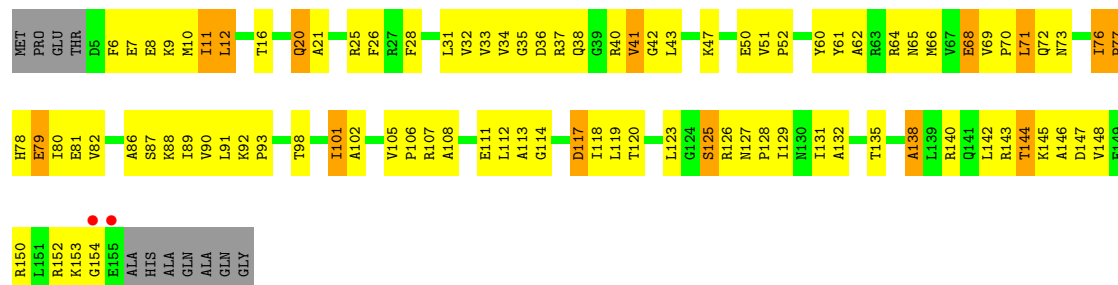 MET PRO GLU THR D5 F6 E7 E8 K9 M10 I11 L12 T16 Q20 A21 R25 F26 R27 F28 L31 V32 V33 V34 G35 D36 R37 Q38 G39 R40 V41 G42 L43 K47 E50 V51 P52 Y60 Y61 A62 R63 R64 N65 M66 V67 E68 V69 P70 L71 Q72 N73 I76 P77
H78 E79 I80 E81 V82 A86 S87 K88 I89 V90 L91 K92 P93 T98 I101 A102 V105 P106 R107 A108 E111 L112 A113 G114 D117 I118 L119 T120 L123 G124 S125 R126 N127 P128 I129 N130 I131 A132 T135 A138 L139 R140 Q141 L142 R143 T144 K145 A146 D147 V148 E149
R150 L151 R152 K153 G154 E155 ALA HIS ALA GLN ALA GLN GLY